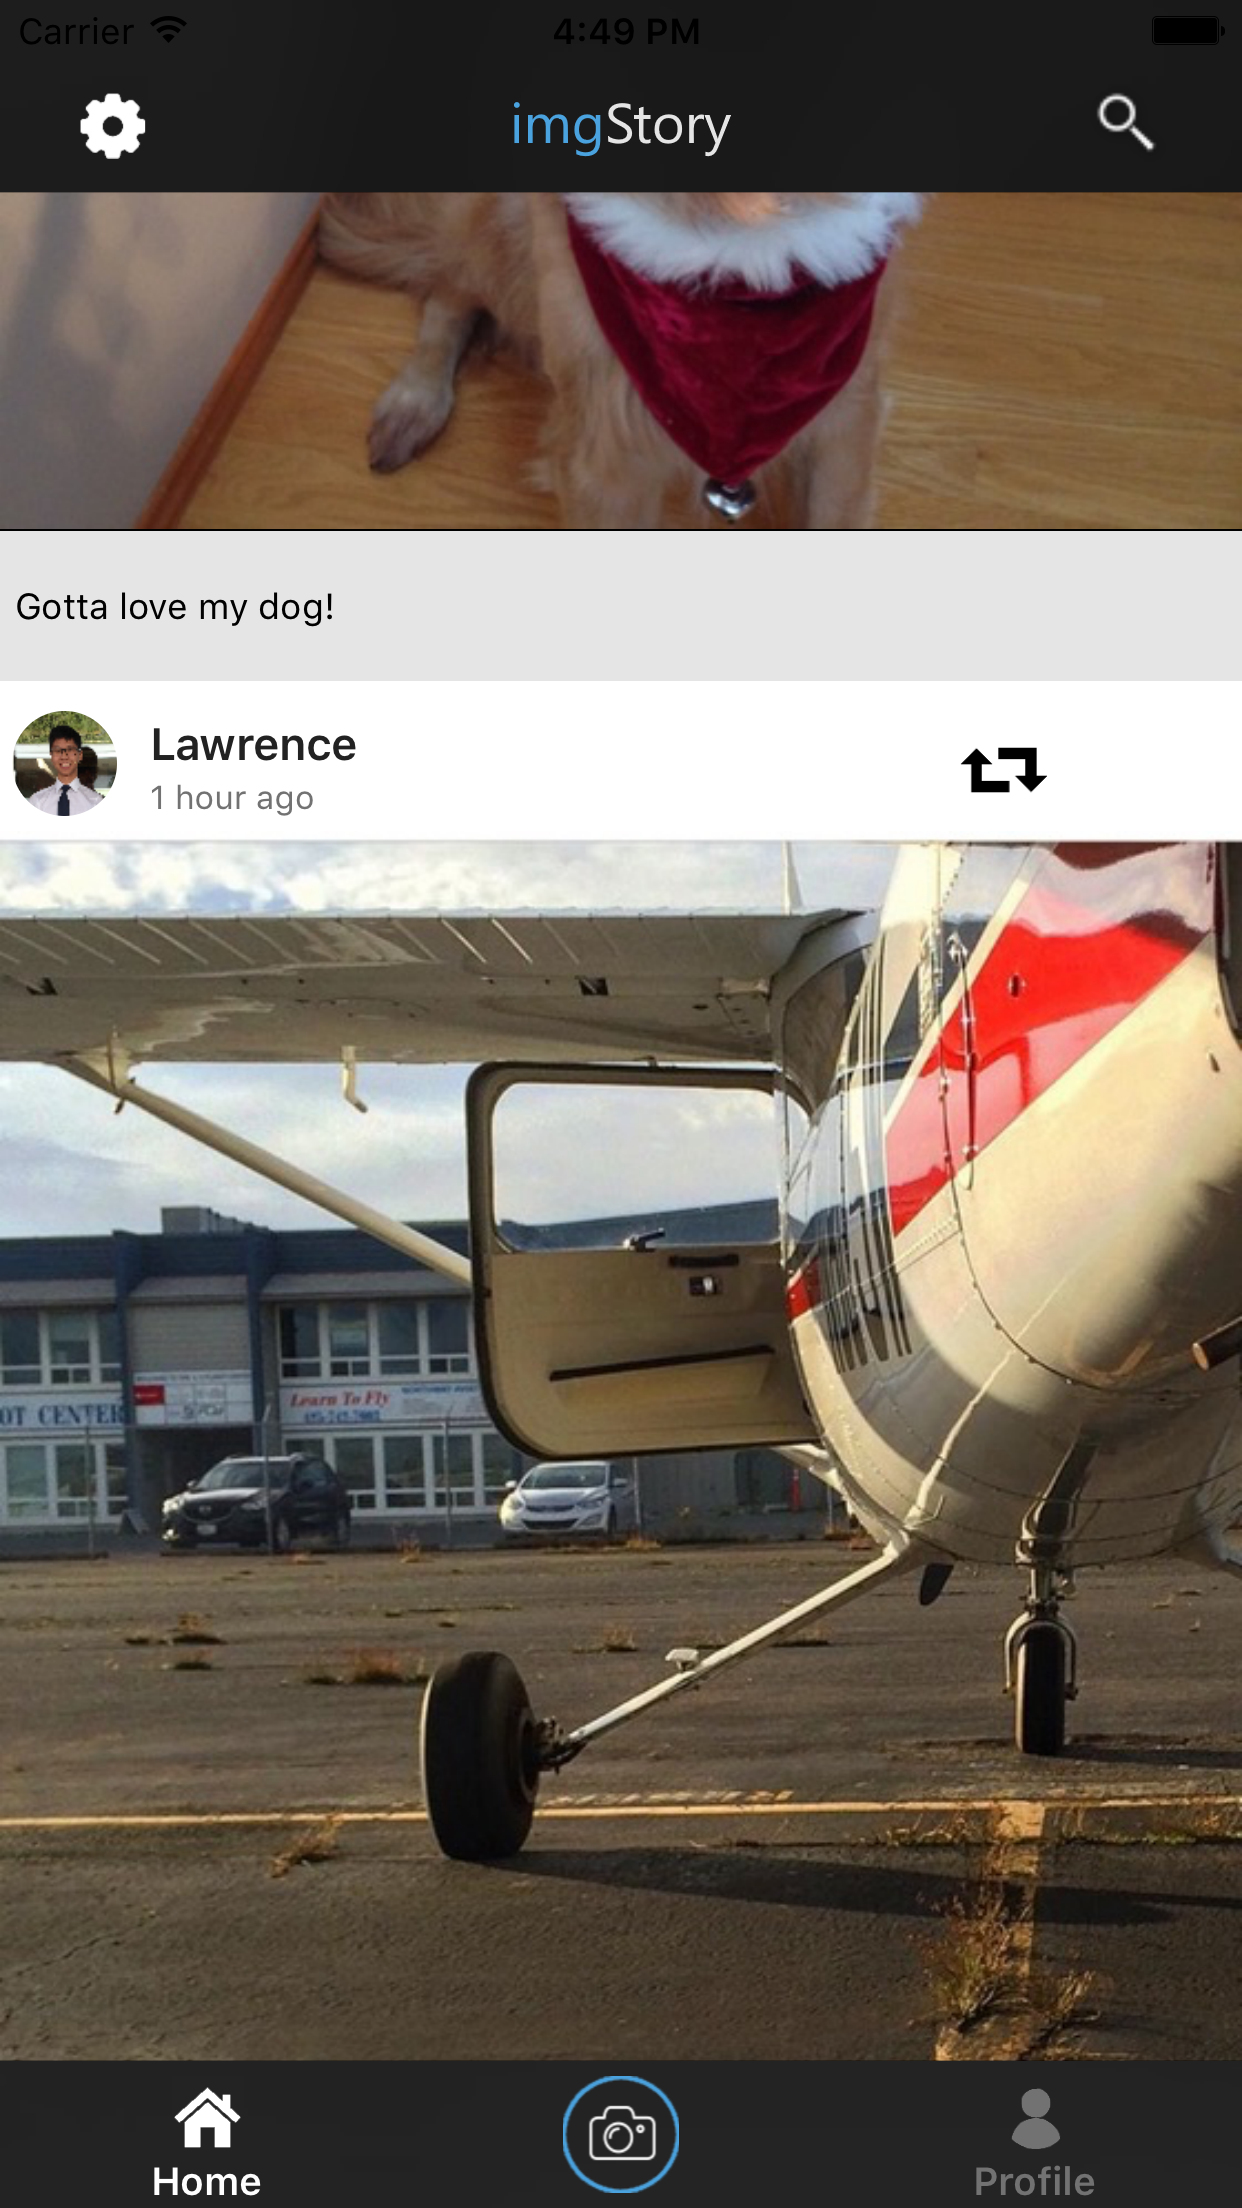 Carrier
4:49 PM
imgStory
Gotta love my dog!
Lawrence
1 hour ago
Learn To Fly
OT CENTER
Home
Profile